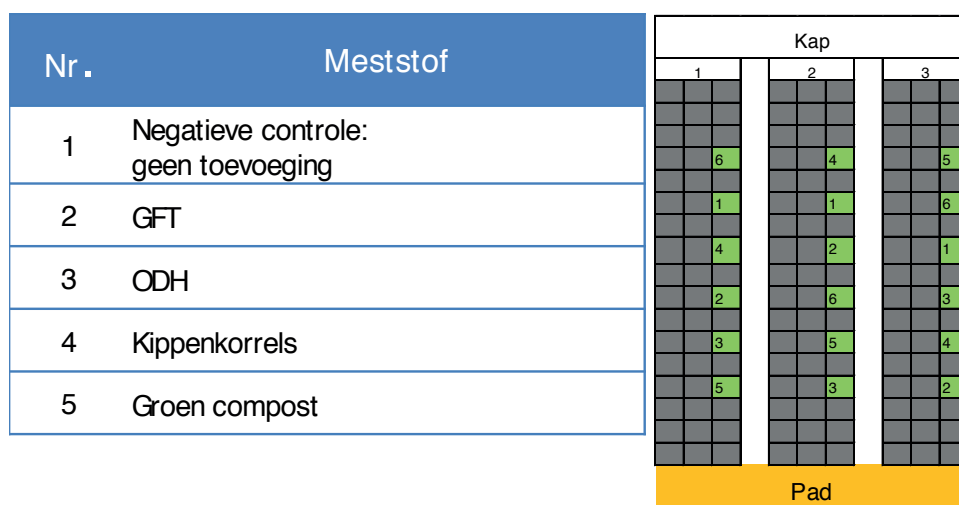 Nr. Meststof
1 Negatieve controle:
geen toevoeging
2 GFT
3 ODH
4 Kippenkorrels
5 Groen compost
Kap
1 2 3
6 4 5
1 1 6
4 2 1
2 6 3
3 5 4
5 3 2
Pad